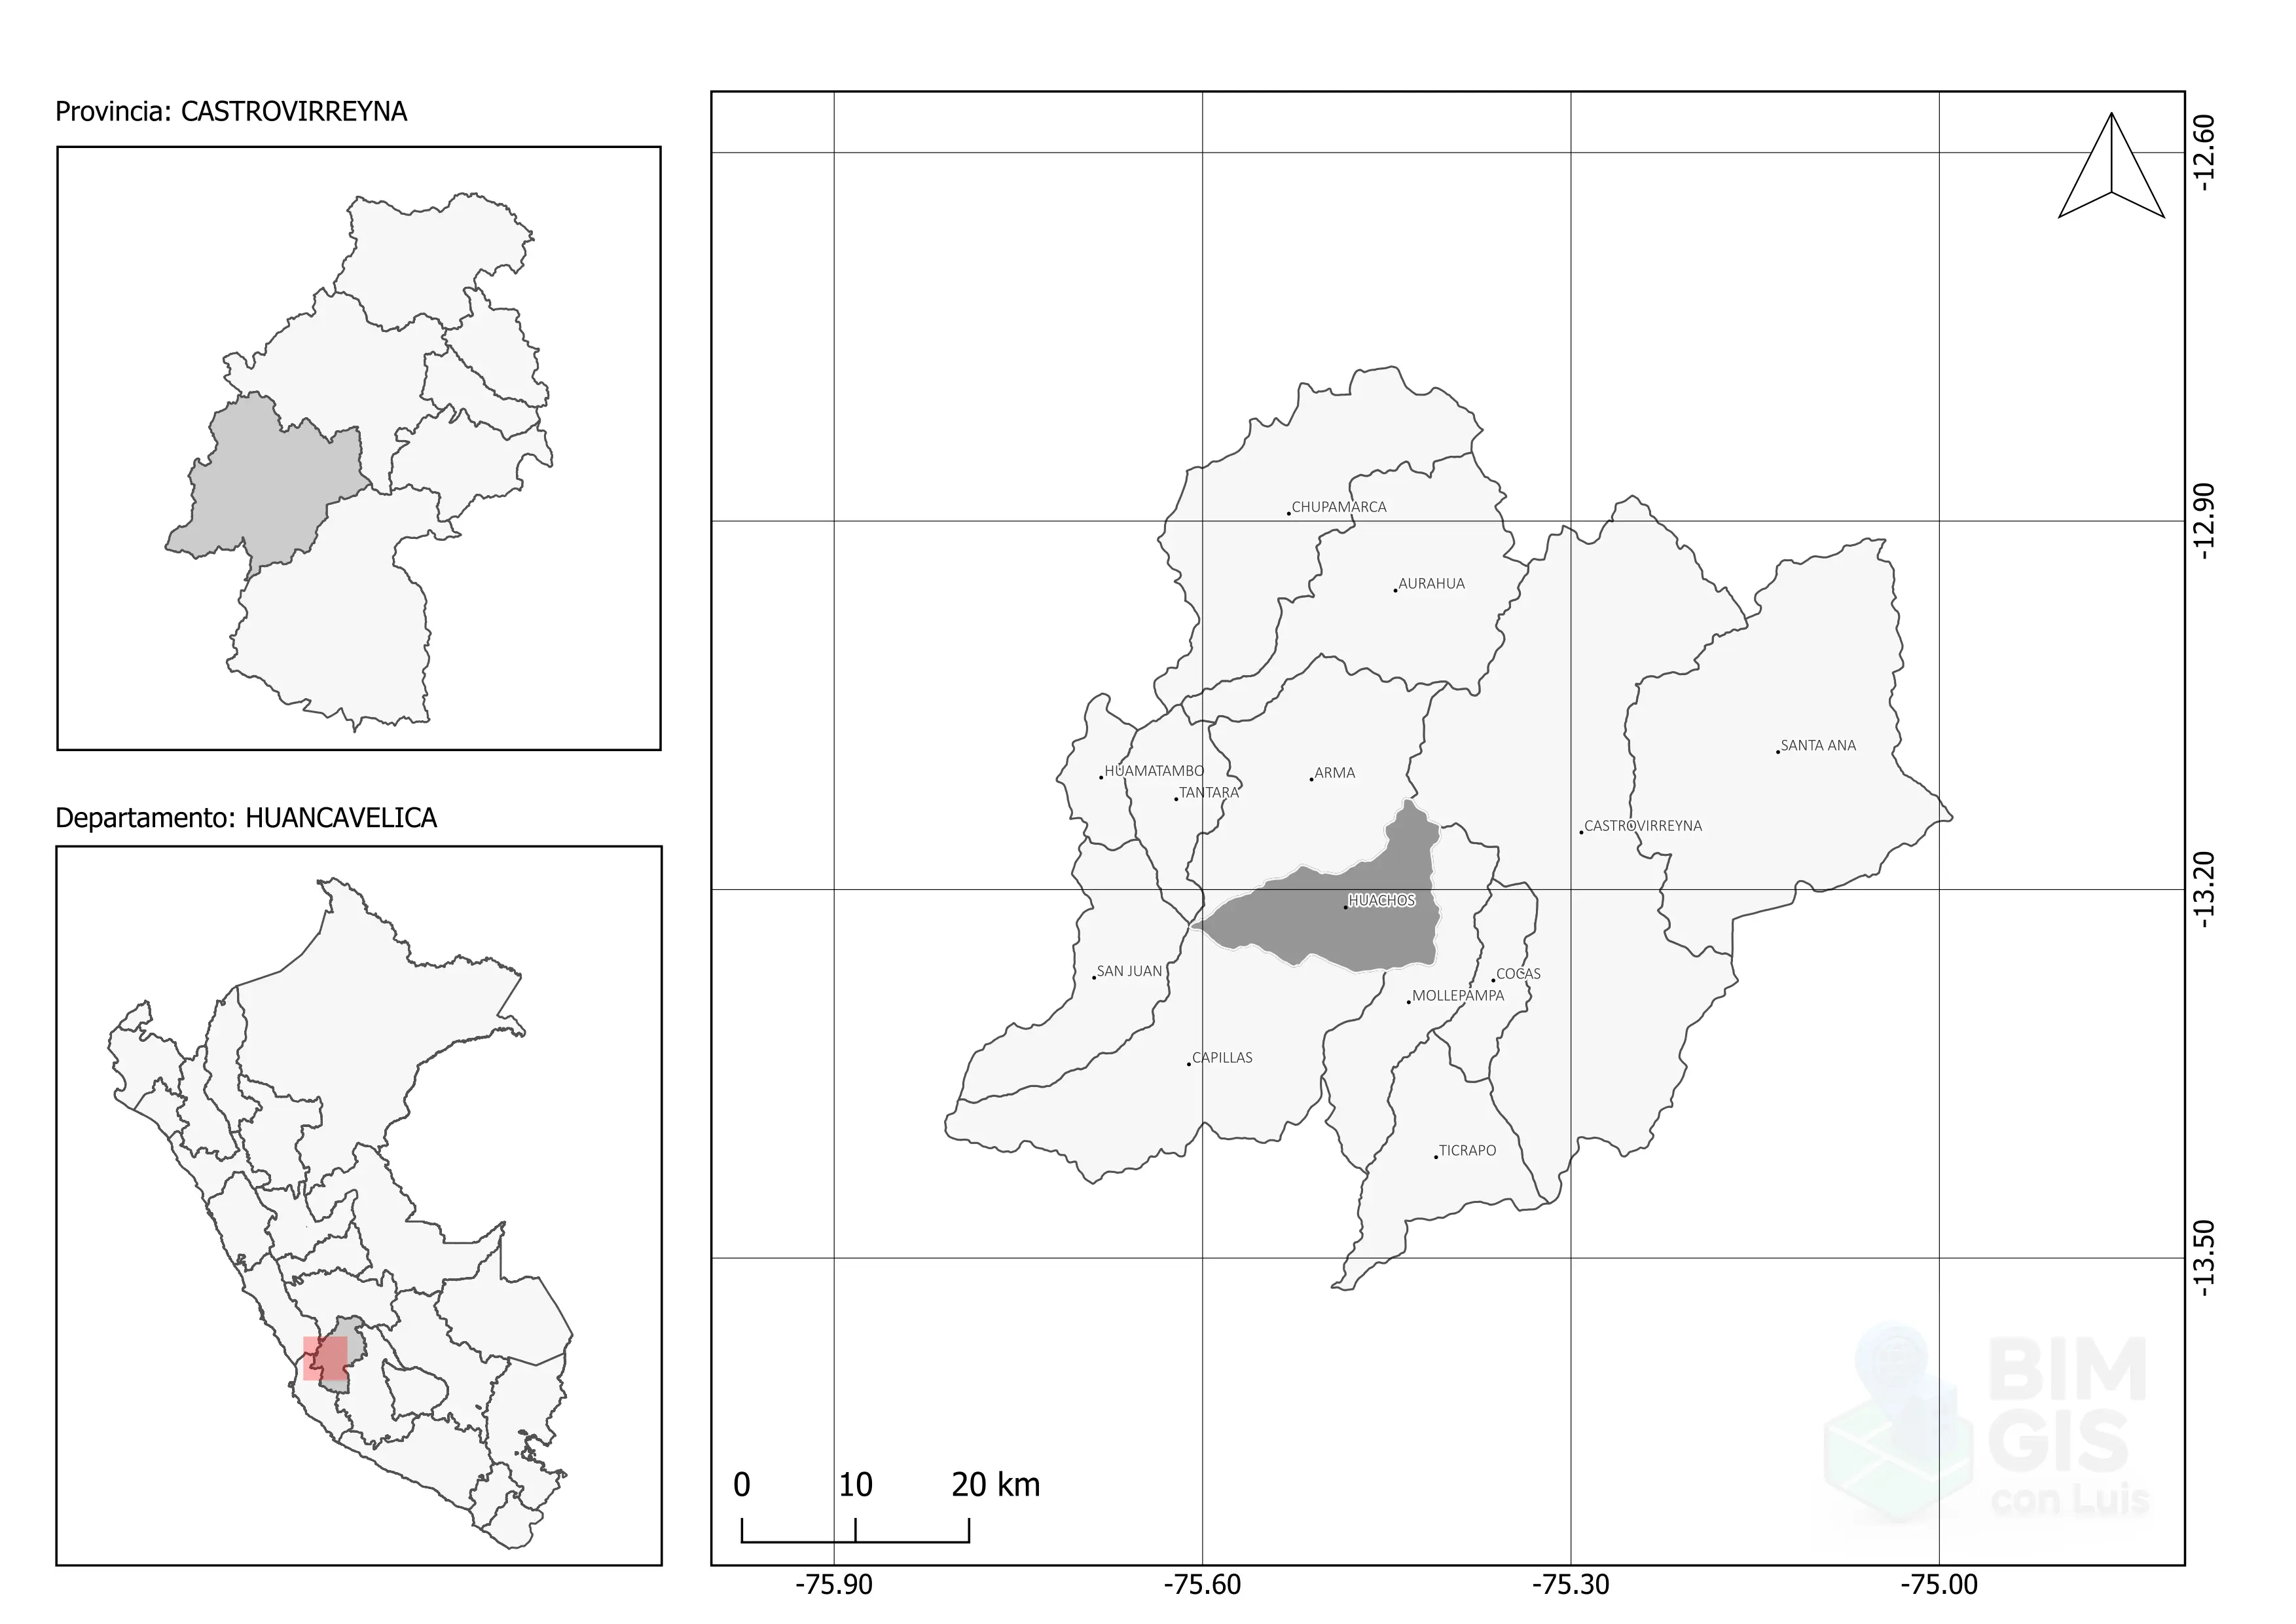 Provincia: CASTROVIRREYNA
Departamento: HUANCAVELICA
CHUPAMARCA
AURAHUA
SANTA ANA
HUAMATAMBO
ARMA
TANTARA
CASTROVIRREYNA
HUACHOS
SAN JUAN
COCAS
MOLLEPAMPA
CAPILLAS
TICRAPO
-12.60
-12.90
-13.20
-13.50
BIM
GIS
con Luis
0 10 20 km
-75.90 -75.60 -75.30 -75.00